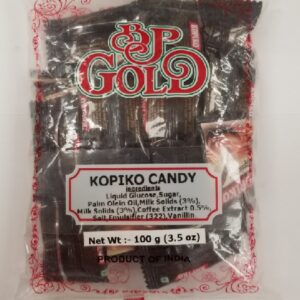 BJP
GOLD
KOPIKO CANDY
Ingredients
Liquid Glucose,Sugar,
Palm Olein Oil,Milk Solids (3%),
Milk Solids (3%),Coffee Extract 0.5%,
Salt,Emulsifier (322),Vanillin
Net Wt :- 100 g (3.5 oz)
PRODUCT OF INDIA